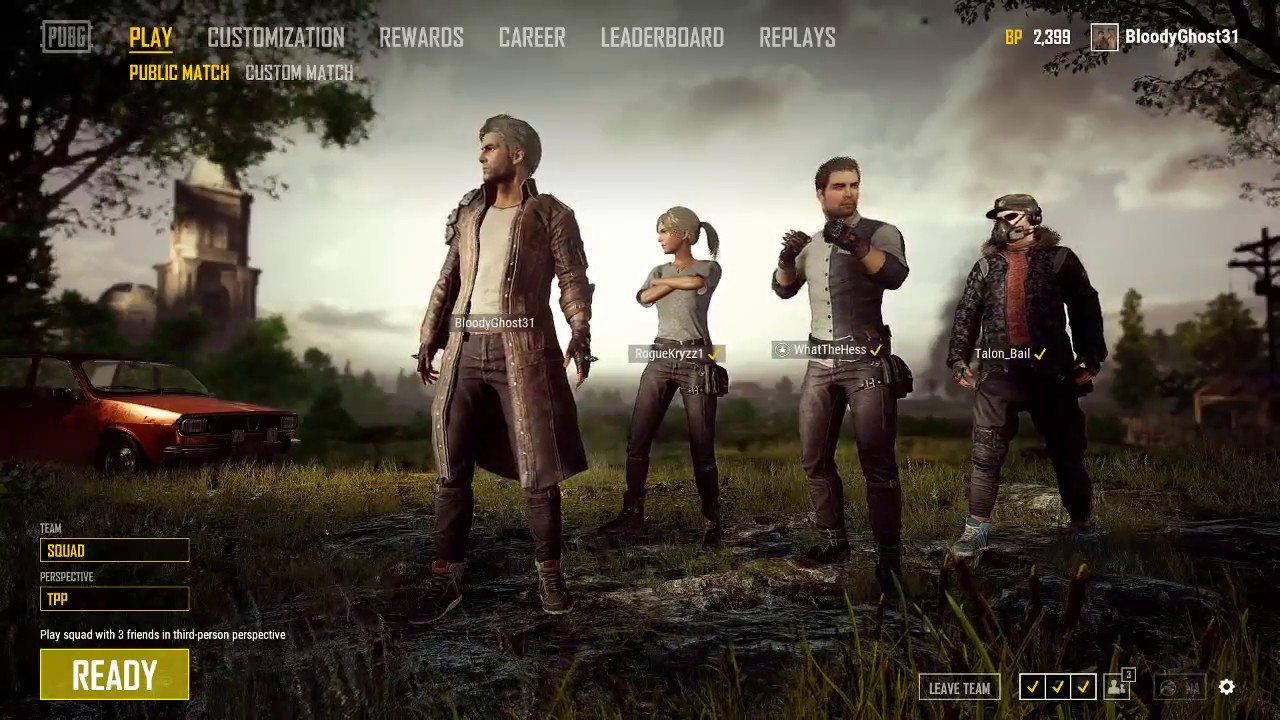 PUBG PLAY CUSTOMIZATION REWARDS CAREER LEADERBOARD REPLAYS BP 2,399 BloodyGhost31
PUBLIC MATCH CUSTOM MATCH
BloodyGhost31
RogueKryzz1 WhatTheHess Talon_Bail
TEAM
SQUAD
PERSPECTIVE
TPP
Play squad with 3 friends in third-person perspective
READY
LEAVE TEAM 3 NA